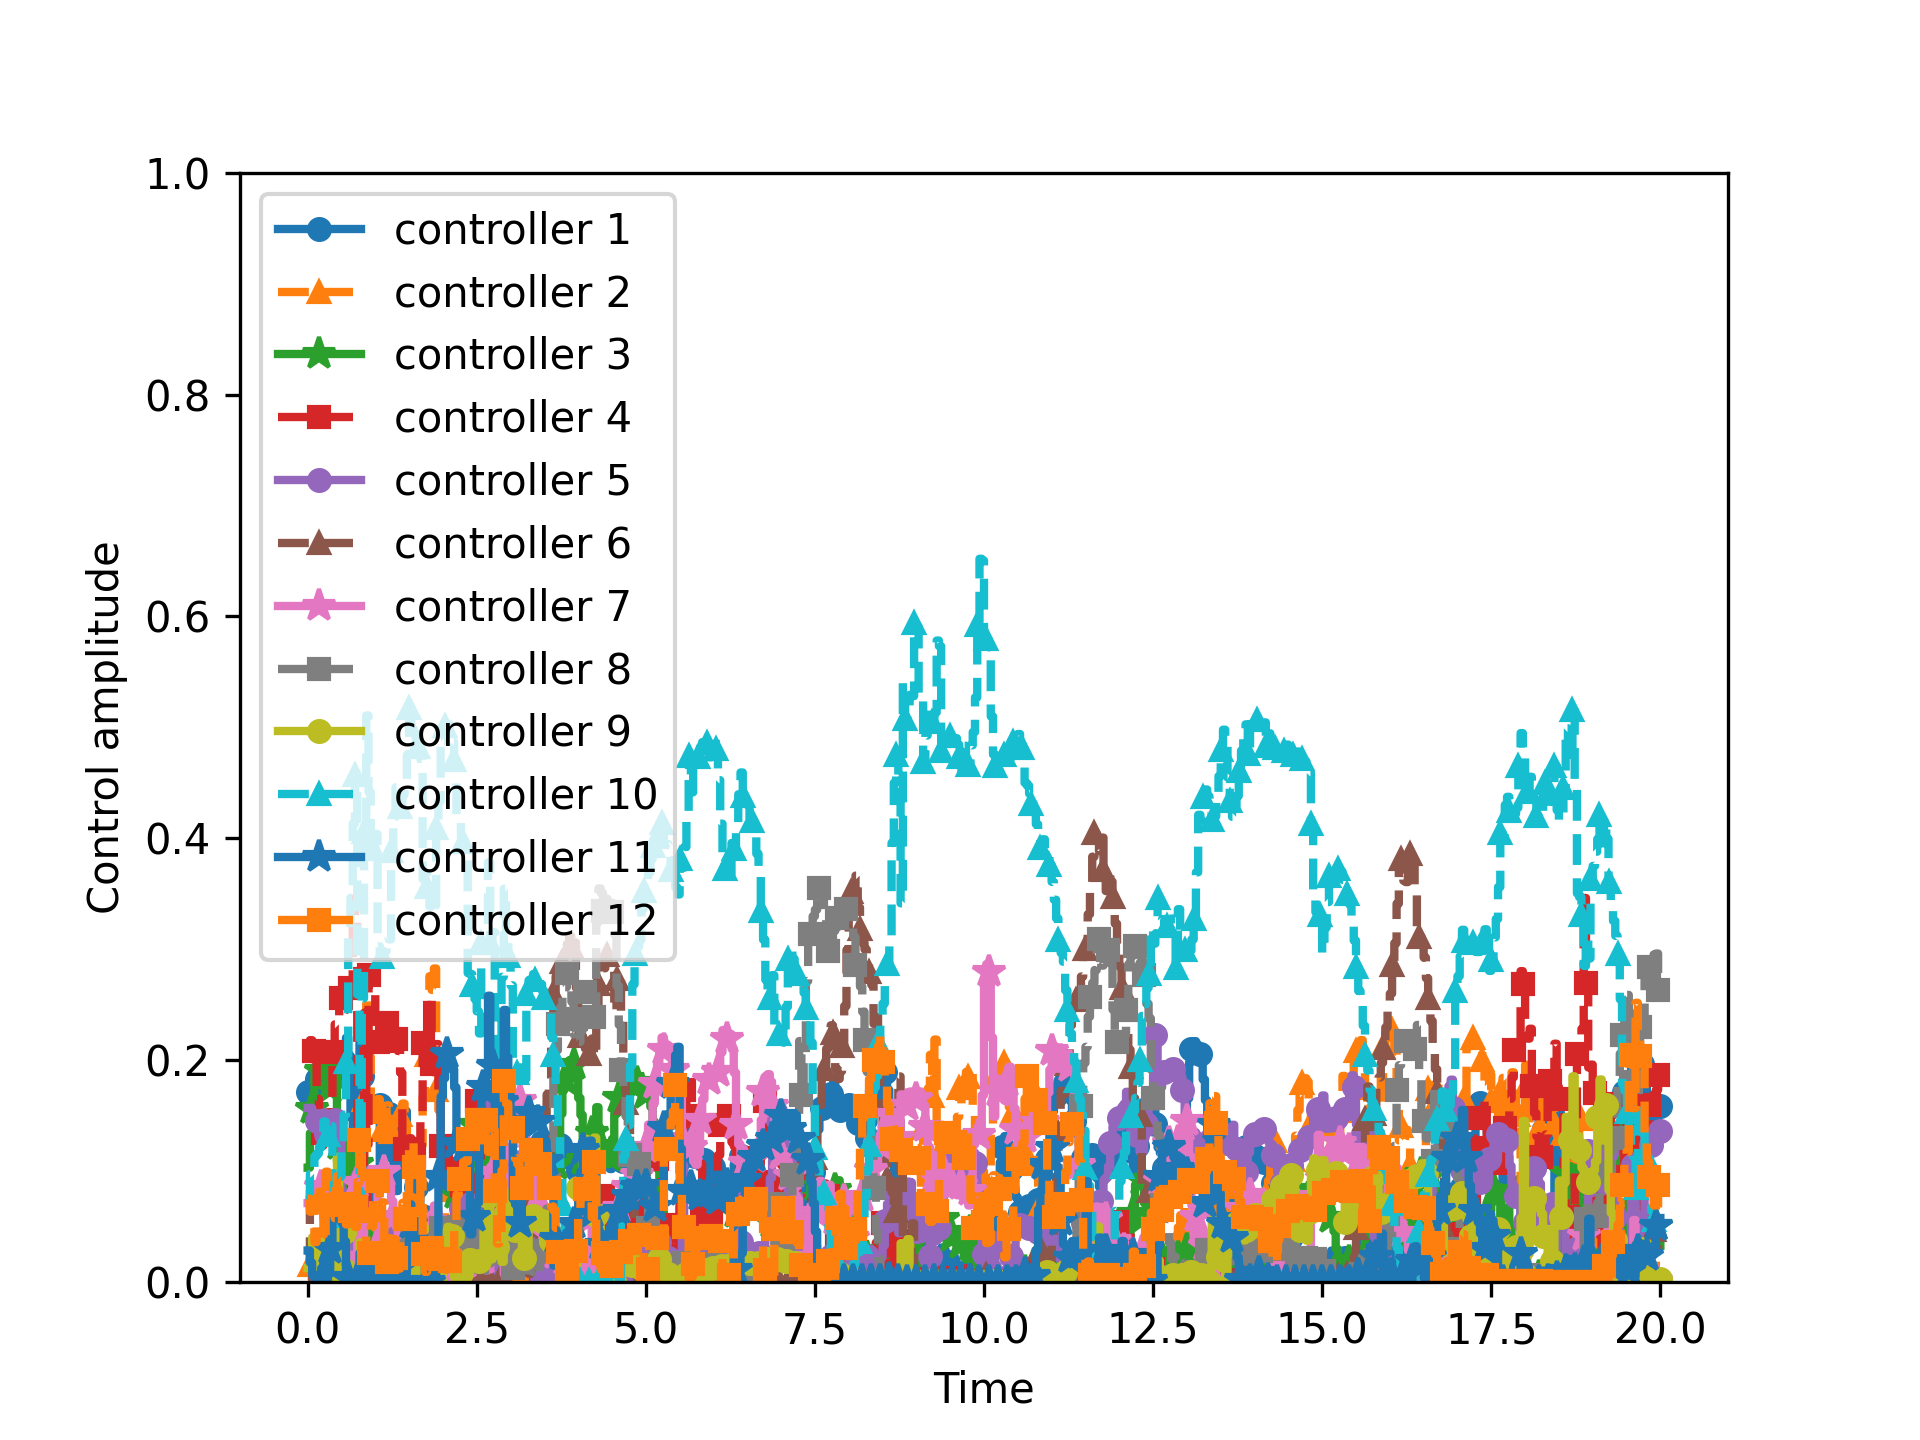 1.0
0.8
0.6
0.4
0.2
0.0
Control amplitude
controller 1
controller 2
controller 3
controller 4
controller 5
controller 6
controller 7
controller 8
controller 9
controller 10
controller 11
controller 12
0.0 2.5 5.0 7.5 10.0 12.5 15.0 17.5 20.0
Time